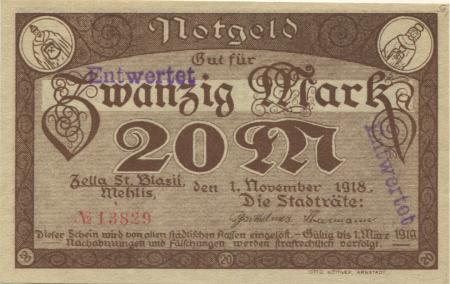 Notgeld
Gut für
Entwertet
Zwanzig Mark
20 M
Entwertet
Zella St. Blasii,
Mehlis, den 1. November 1918.
№ 13829
Die Stadträte:
Dieser Schein wird von allen städtischen Kassen eingelöst. – Gültig bis 1. März 1919
Nachahmungen und Fälschungen werden strafrechtlich verfolgt.
20
20
20
OTTO BÖTTNER, ARNSTADT.